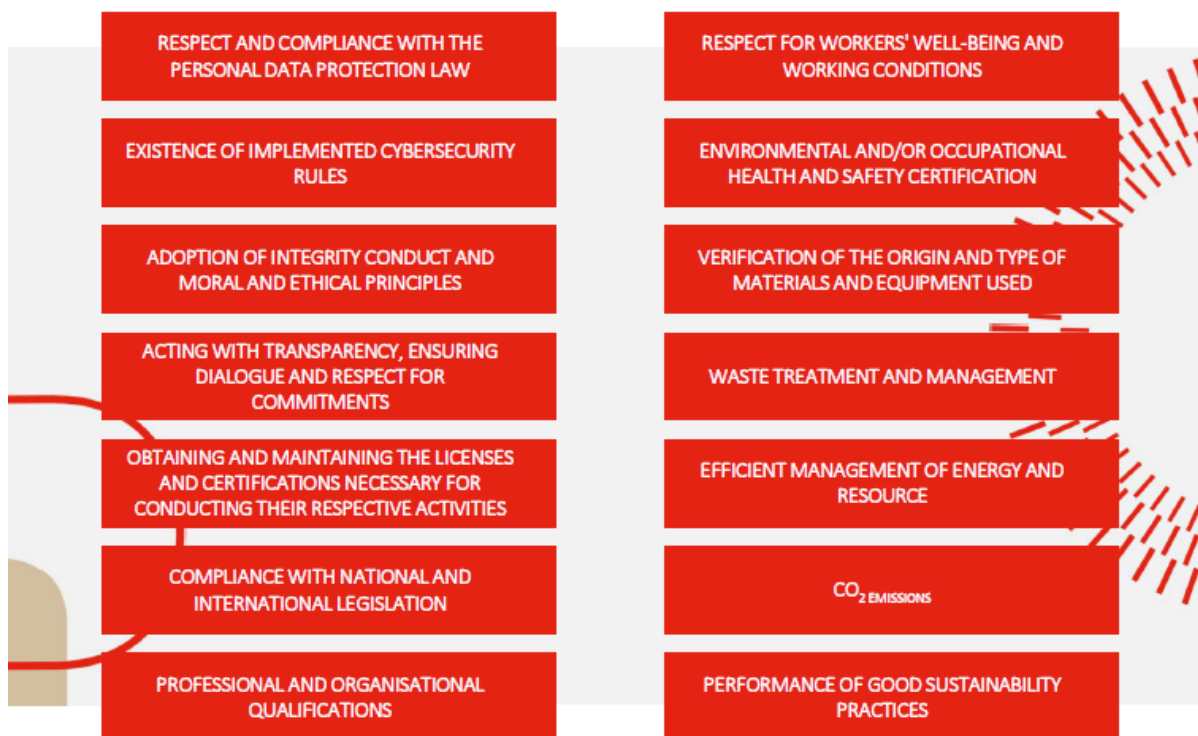 RESPECT AND COMPLIANCE WITH THE
PERSONAL DATA PROTECTION LAW
EXISTENCE OF IMPLEMENTED CYBERSECURITY
RULES
ADOPTION OF INTEGRITY CONDUCT AND
MORAL AND ETHICAL PRINCIPLES
ACTING WITH TRANSPARENCY, ENSURING
DIALOGUE AND RESPECT FOR
COMMITMENTS
OBTAINING AND MAINTAINING THE LICENSES
AND CERTIFICATIONS NECESSARY FOR
CONDUCTING THEIR RESPECTIVE ACTIVITIES
COMPLIANCE WITH NATIONAL AND
INTERNATIONAL LEGISLATION
PROFESSIONAL AND ORGANISATIONAL
QUALIFICATIONS
RESPECT FOR WORKERS' WELL-BEING AND
WORKING CONDITIONS
ENVIRONMENTAL AND/OR OCCUPATIONAL
HEALTH AND SAFETY CERTIFICATION
VERIFICATION OF THE ORIGIN AND TYPE OF
MATERIALS AND EQUIPMENT USED
WASTE TREATMENT AND MANAGEMENT
EFFICIENT MANAGEMENT OF ENERGY AND
RESOURCE
CO₂ EMISSIONS
PERFORMANCE OF GOOD SUSTAINABILITY
PRACTICES